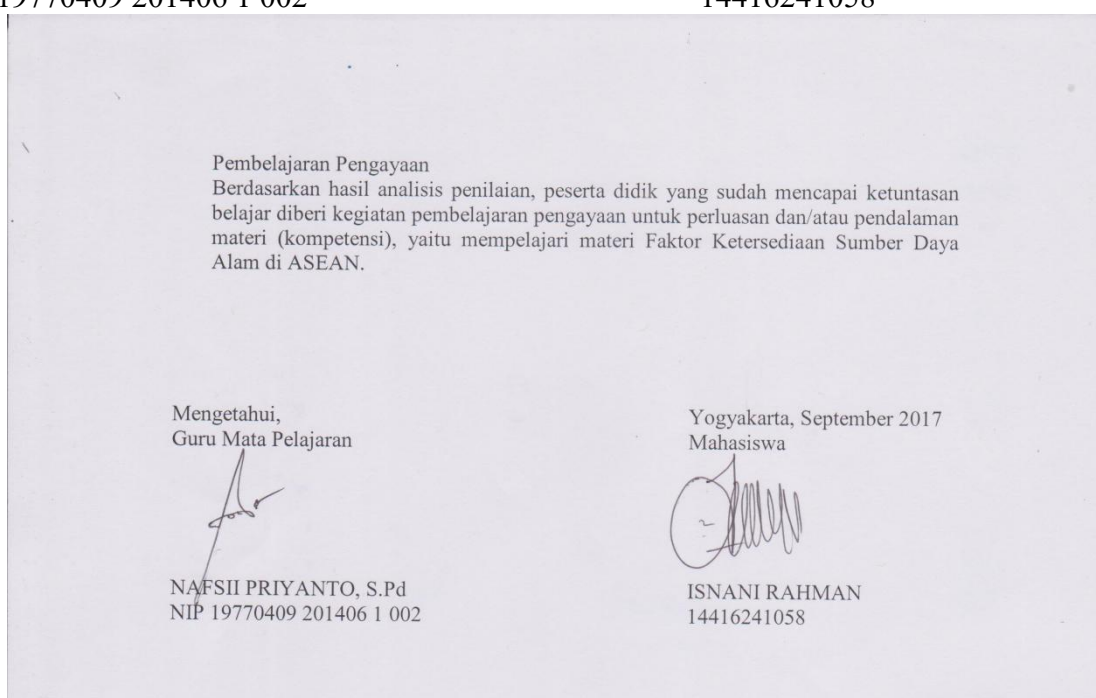 19770409 201406 1 002 14416241058
Pembelajaran Pengayaan
Berdasarkan hasil analisis penilaian, peserta didik yang sudah mencapai ketuntasan
belajar diberi kegiatan pembelajaran pengayaan untuk perluasan dan/atau pendalaman
materi (kompetensi), yaitu mempelajari materi Faktor Ketersediaan Sumber Daya
Alam di ASEAN.
Mengetahui,
Guru Mata Pelajaran
NAFSII PRIYANTO, S.Pd
NIP 19770409 201406 1 002
Yogyakarta, September 2017
Mahasiswa
ISNANI RAHMAN
14416241058